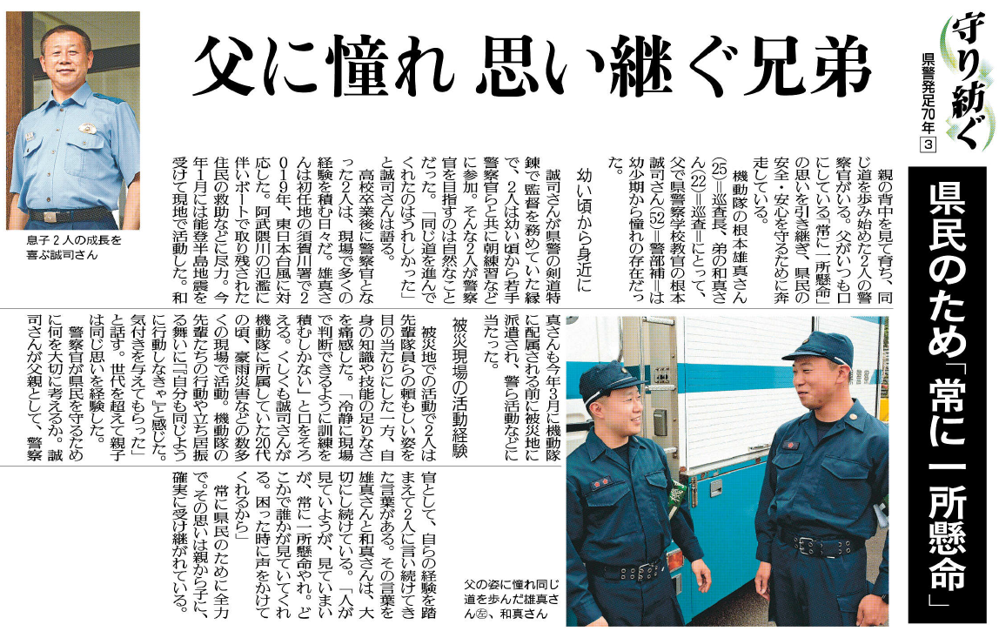 守り紡ぐ
県警発足70年 3
父に憧れ 思い継ぐ兄弟
県民のため「常に一所懸命」
親の背中を見て育ち、同
じ道を歩み始めた2人の警
察官がいる。父がいつも口
にしている「常に一所懸命」
の思いを引き継ぎ、県民の
安全・安心を守るために奔
走している。
機動隊の根本雄真さん
(25)＝巡査長、弟の和真さ
ん(22)＝巡査＝にとって、
父で県警察学校教官の根本
誠司さん(52)＝警部補＝は
幼少期から憧れの存在だっ
た。
幼い頃から身近に
誠司さんが県警の剣道特
錬で監督を務めていた縁
で、2人は幼い頃から若手
警察官らと共に朝練習など
に参加。そんな2人が警察
官を目指すのは自然なこと
だった。「同じ道を進んで
くれたのはうれしかった」
と誠司さんは語る。
高校卒業後に警察官とな
った2人は、現場で多くの
経験を積む日々だ。雄真さ
んは初任地の須賀川署で2
019年、東日本台風に対
応した。阿武隈川の氾濫に
伴いボートで取り残された
住民の救助などに尽力。今
年1月には能登半島地震を
受けて現地で活動した。和
真さんも今年3月に機動隊
に配属される前に被災地に
派遣され、警ら活動などに
当たった。
被災現場の活動経験
被災地での活動で2人は
先輩隊員らの頼もしい姿を
目の当たりにした一方、自
身の知識や技能の足りなさ
を痛感した。「冷静に現場
で判断できるように訓練を
積むしかない」と口をそろ
える。くしくも誠司さんが
機動隊に所属していた20代
の頃、豪雨災害などの数多
くの現場で活動。機動隊の
先輩たちの行動や立ち居振
る舞いに『自分も同じよう
に行動しなきゃ』と感じた。
気付きを与えてもらった」
と話す。世代を超えて親子
は同じ思いを経験した。
警察官が県民を守るため
に何を大切に考えるか。誠
司さんが父親として、警察
官として、自らの経験を踏
まえて2人に言い続けてき
た言葉がある。その言葉を
雄真さんと和真さんは、大
切にし続けている。「人が
見ていようが、見ていまい
が、常に一所懸命やれ。ど
こかで誰かが見ていてくれ
る。困った時に声をかけて
くれるから」
常に県民のために全力
で。その思いは親から子に、
確実に受け継がれている。
息子2人の成長を
喜ぶ誠司さん
父の姿に憧れ同じ
道を歩んだ雄真さ
ん㊧、和真さん